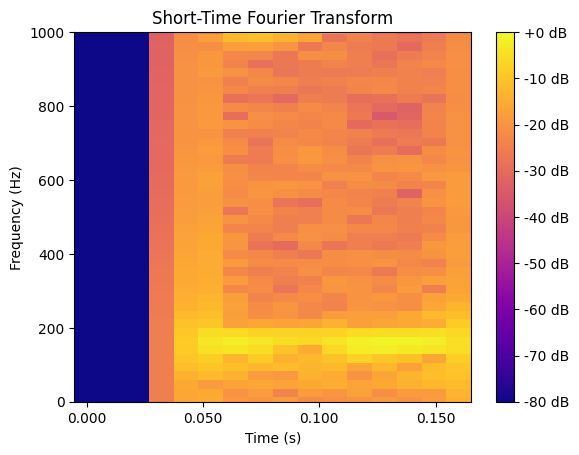 Short-Time Fourier Transform
1000
800
600
400
200
0
Frequency (Hz)
0.000
0.050
0.100
0.150
Time (s)
+0 dB
-10 dB
-20 dB
-30 dB
-40 dB
-50 dB
-60 dB
-70 dB
-80 dB